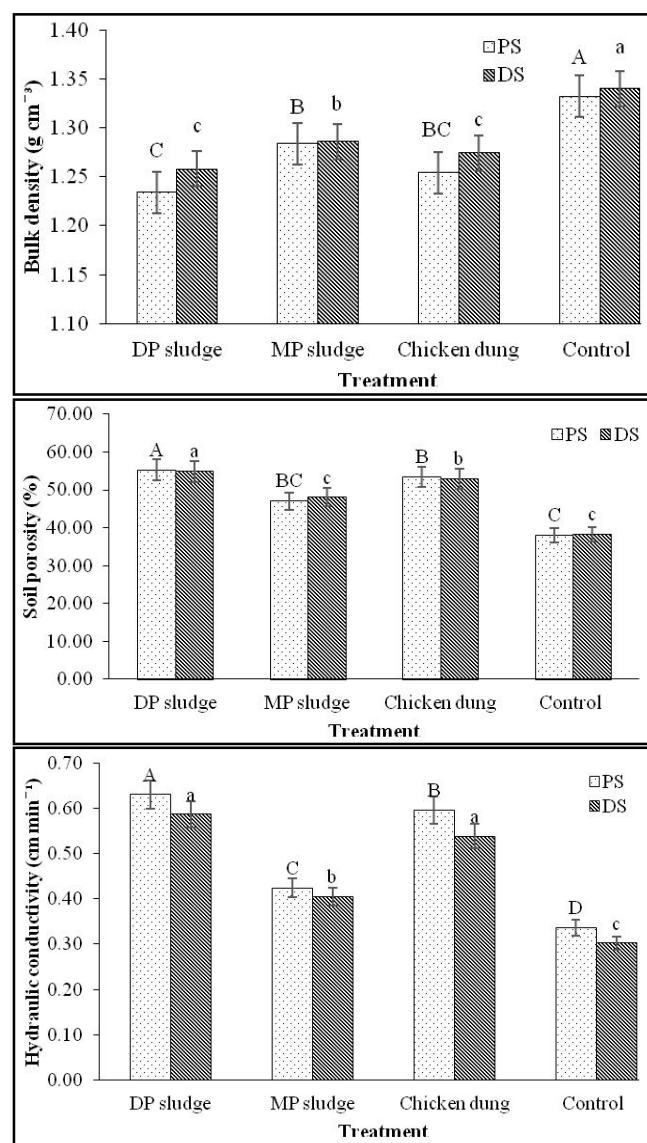 1.40
1.35
1.30
1.25
1.20
1.15
1.10
Bulk density (g cm⁻³)
PS
DS
C
c
B
b
BC
c
A
a
DP sludge MP sludge Chicken dung Control
Treatment
70.00
60.00
50.00
40.00
30.00
20.00
10.00
0.00
Soil porosity (%)
PS DS
A
a
BC
c
B
b
C
c
DP sludge MP sludge Chicken dung Control
Treatment
0.70
0.60
0.50
0.40
0.30
0.20
0.10
0.00
Hydraulic conductivity (cm min⁻¹)
PS
DS
A
a
C
b
B
a
D
c
DP sludge MP sludge Chicken dung Control
Treatment